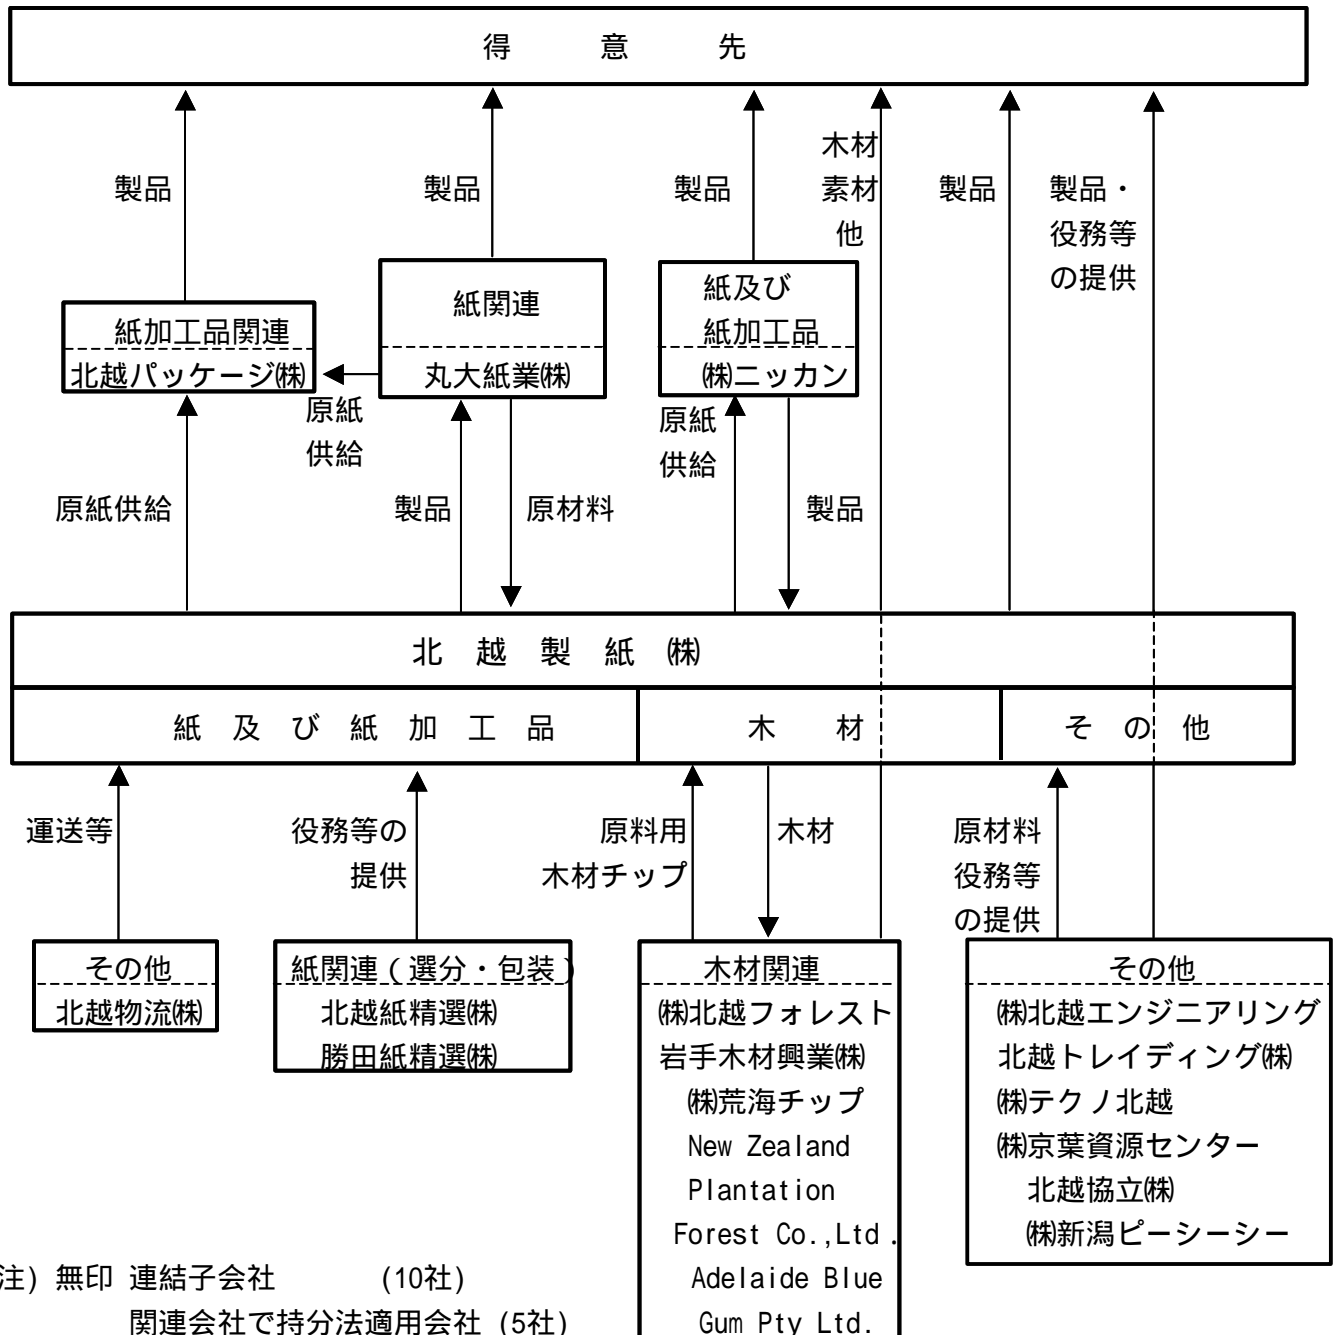 得意先
製品
製品
製品
木材
素材
他
製品
製品・
役務等
の提供
紙加工品関連
北越パッケージ㈱
紙関連
丸大紙業㈱
紙及び
紙加工品
㈱ニッカン
原紙
供給
原紙
供給
原紙供給
製品
原材料
製品
北越製紙㈱
紙及び紙加工品
木材
その他
運送等
役務等の
提供
原料用
木材チップ
木材
原材料
役務等
の提供
その他
北越物流㈱
紙関連（選分・包装）
北越紙精選㈱
勝田紙精選㈱
木材関連
㈱北越フォレスト
岩手木材興業㈱
㈱荒海チップ
New Zealand
Plantation
Forest Co.,Ltd.
Adelaide Blue
Gum Pty Ltd.
その他
㈱北越エンジニアリング
北越トレイディング㈱
㈱テクノ北越
㈱京葉資源センター
北越協立㈱
㈱新潟ピーシーシー
注) 無印 連結子会社 (10社)
関連会社で持分法適用会社 (5社)